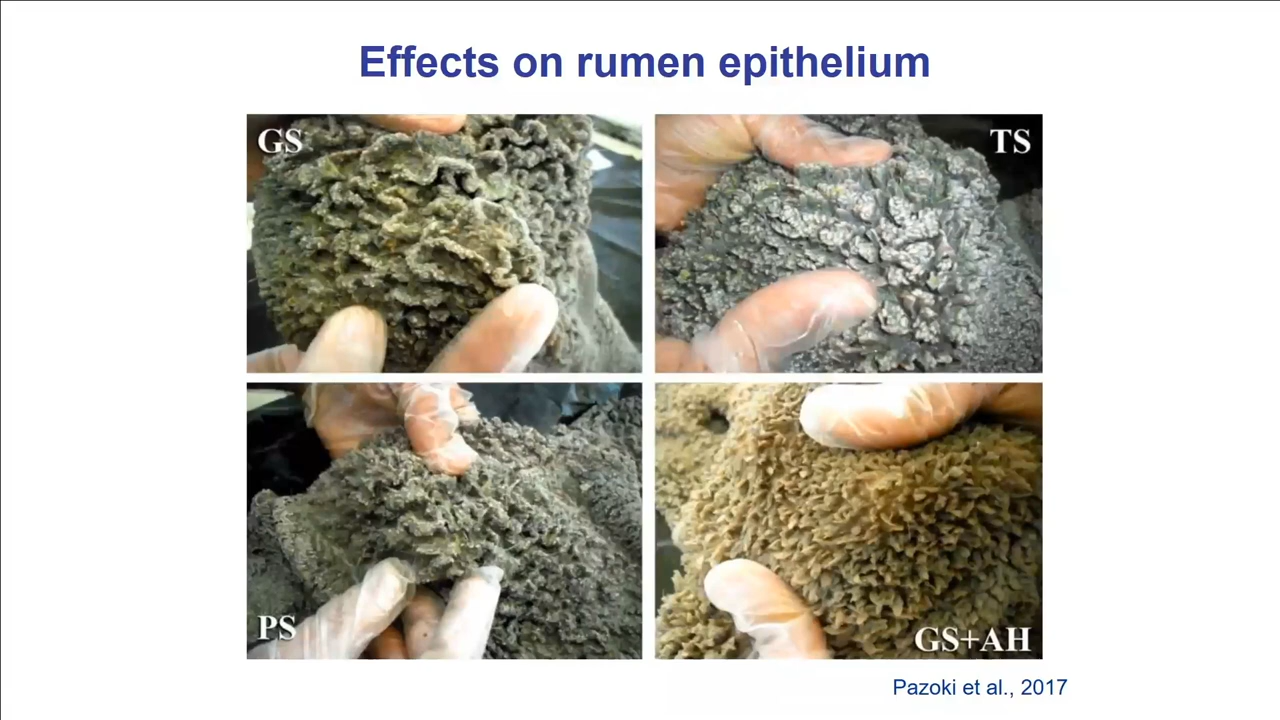 Effects on rumen epithelium
GS
TS
PS
GS+AH
Pazoki et al., 2017